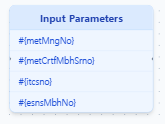 Input Parameters
#{metMngNo}
#{metCrtfMbhSrno}
#{itcsno}
#{esnsMbhNo}